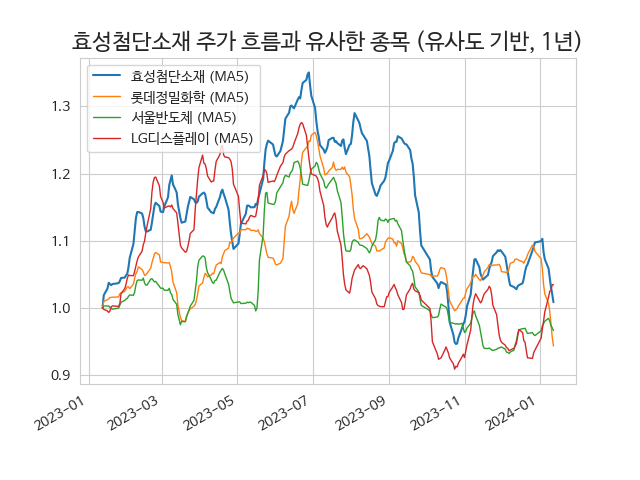 효성첨단소재 주가 흐름과 유사한 종목 (유사도 기반, 1년)
효성첨단소재 (MA5)
롯데정밀화학 (MA5)
서울반도체 (MA5)
LG디스플레이 (MA5)
1.3
1.2
1.1
1.0
0.9
2023-01
2023-03
2023-05
2023-07
2023-09
2023-11
2024-01